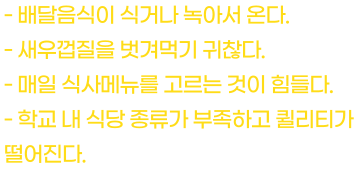 - 배달음식이 식거나 녹아서 온다.
- 새우껍질을 벗겨먹기 귀찮다.
- 매일 식사메뉴를 고르는 것이 힘들다.
- 학교 내 식당 종류가 부족하고 퀄리티가
떨어진다.